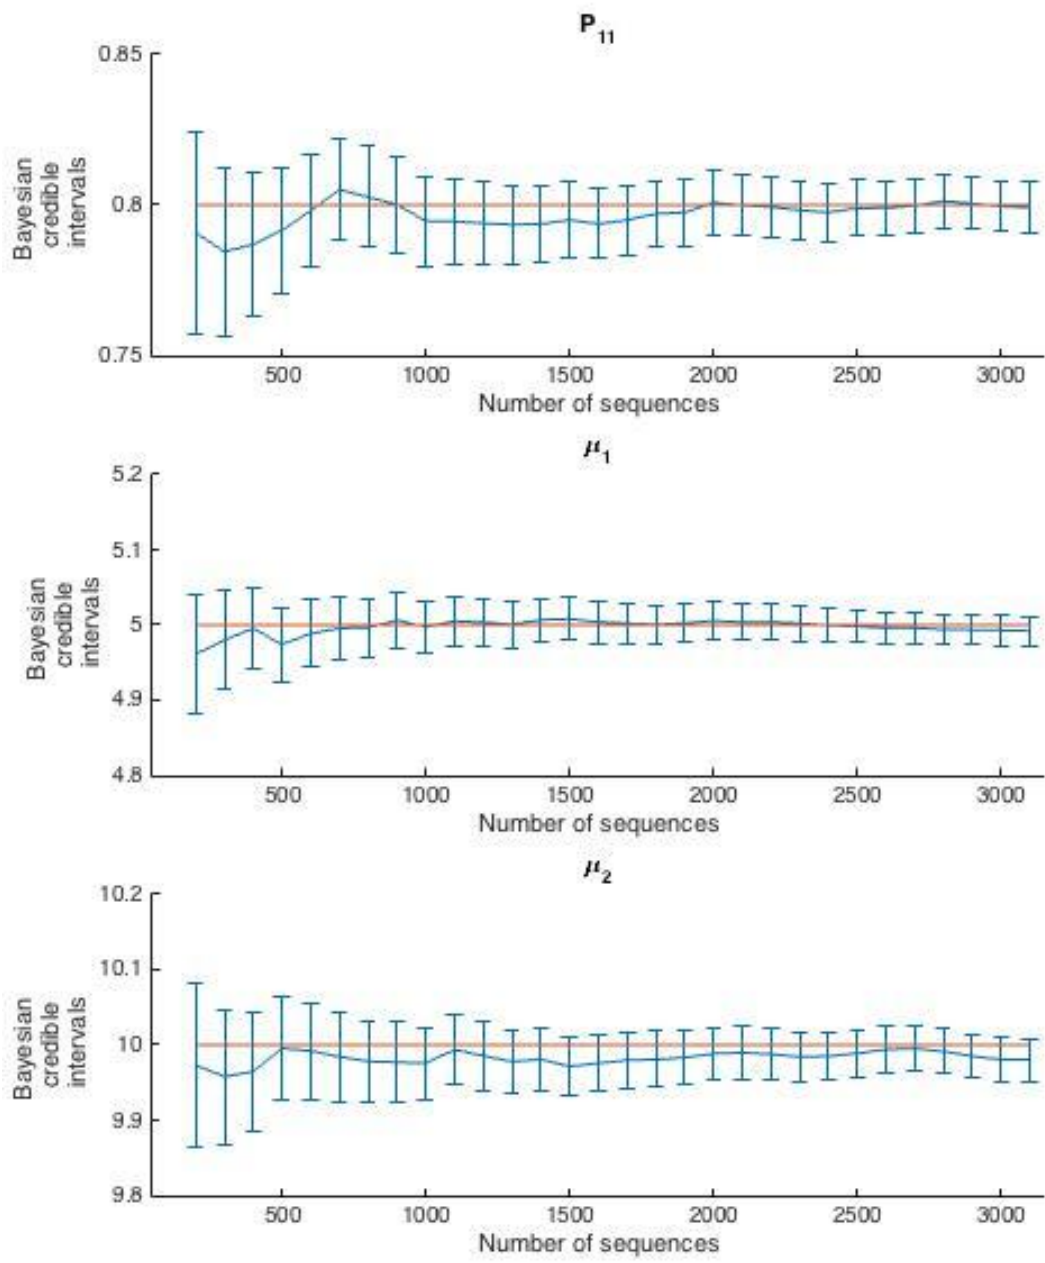 P11
0.85
0.8
0.75
Bayesian
credible
intervals
500 1000 1500 2000 2500 3000
Number of sequences
μ1
5.2
5.1
5
4.9
4.8
Bayesian
credible
intervals
500 1000 1500 2000 2500 3000
Number of sequences
μ2
10.2
10.1
10
9.9
9.8
Bayesian
credible
intervals
500 1000 1500 2000 2500 3000
Number of sequences